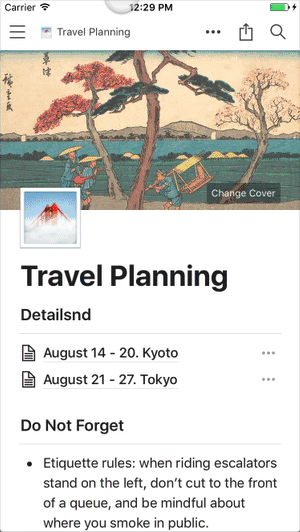 Carrier 12:29 PM
Travel Planning
Change Cover
Travel Planning
Detailsnd
August 14 - 20. Kyoto
August 21 - 27. Tokyo
Do Not Forget
Etiquette rules: when riding escalators
stand on the left, don’t cut to the front
of a queue, and be mindful about
where you smoke in public.